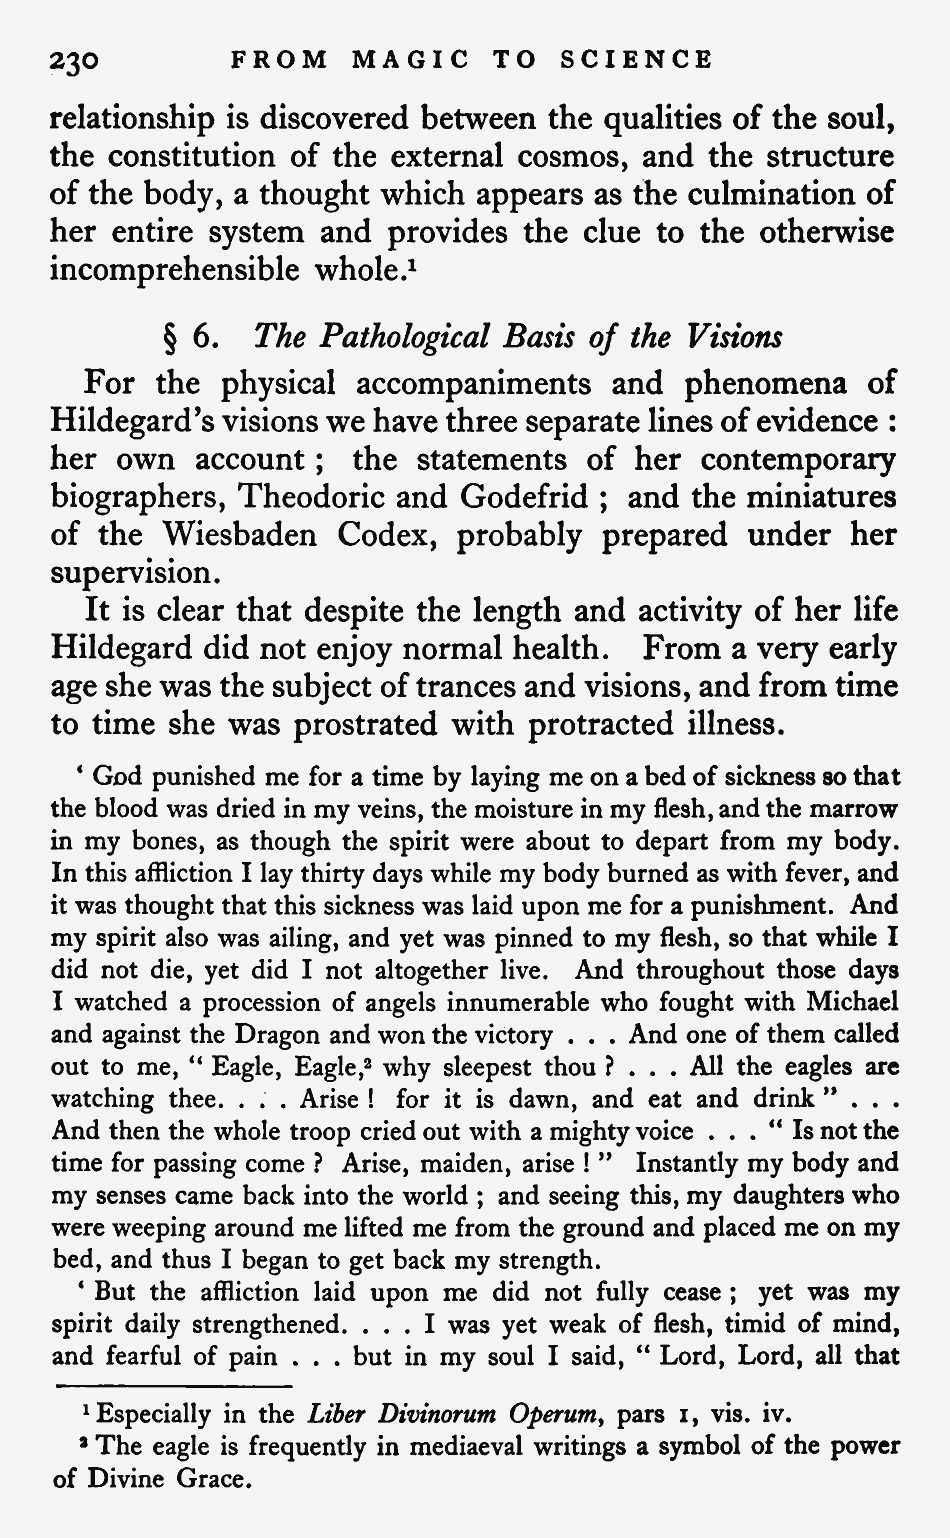 230 FROM MAGIC TO SCIENCE
relationship is discovered between the qualities of the soul,
the constitution of the external cosmos, and the structure
of the body, a thought which appears as the culmination of
her entire system and provides the clue to the otherwise
incomprehensible whole.¹
§ 6. The Pathological Basis of the Visions
For the physical accompaniments and phenomena of
Hildegard's visions we have three separate lines of evidence :
her own account ; the statements of her contemporary
biographers, Theodoric and Godefrid ; and the miniatures
of the Wiesbaden Codex, probably prepared under her
supervision.
It is clear that despite the length and activity of her life
Hildegard did not enjoy normal health. From a very early
age she was the subject of trances and visions, and from time
to time she was prostrated with protracted illness.
‘ God punished me for a time by laying me on a bed of sickness so that
the blood was dried in my veins, the moisture in my flesh, and the marrow
in my bones, as though the spirit were about to depart from my body.
In this affliction I lay thirty days while my body burned as with fever, and
it was thought that this sickness was laid upon me for a punishment. And
my spirit also was ailing, and yet was pinned to my flesh, so that while I
did not die, yet did I not altogether live. And throughout those days
I watched a procession of angels innumerable who fought with Michael
and against the Dragon and won the victory . . . And one of them called
out to me, “ Eagle, Eagle,² why sleepest thou ? . . . All the eagles are
watching thee. . . . Arise ! for it is dawn, and eat and drink ” . . .
And then the whole troop cried out with a mighty voice . . . “ Is not the
time for passing come ? Arise, maiden, arise ! ” Instantly my body and
my senses came back into the world ; and seeing this, my daughters who
were weeping around me lifted me from the ground and placed me on my
bed, and thus I began to get back my strength.
‘ But the affliction laid upon me did not fully cease ; yet was my
spirit daily strengthened. . . . I was yet weak of flesh, timid of mind,
and fearful of pain . . . but in my soul I said, “ Lord, Lord, all that
¹ Especially in the Liber Divinorum Operum, pars I, vis. iv.
² The eagle is frequently in mediaeval writings a symbol of the power
of Divine Grace.